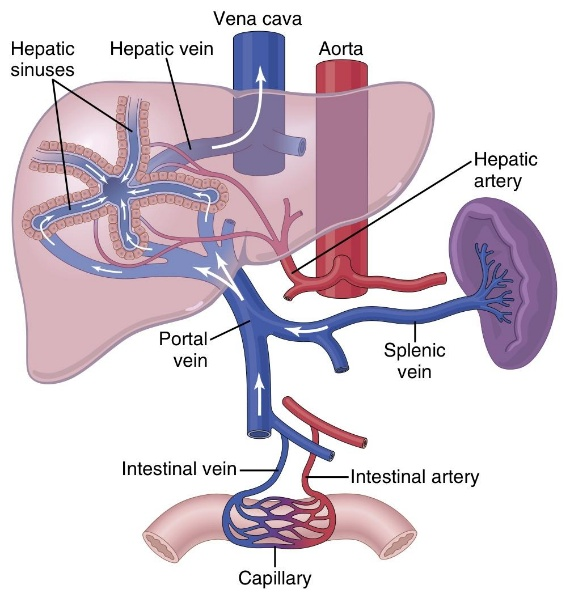 Vena cava
Hepatic
sinuses
Hepatic vein
Aorta
Hepatic
artery
Portal
vein
Splenic
vein
Intestinal vein
Intestinal artery
Capillary